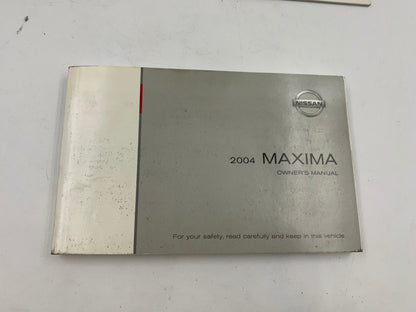 NISSAN
2004 MAXIMA
OWNER'S MANUAL
For your safety, read carefully and keep in this vehicle.